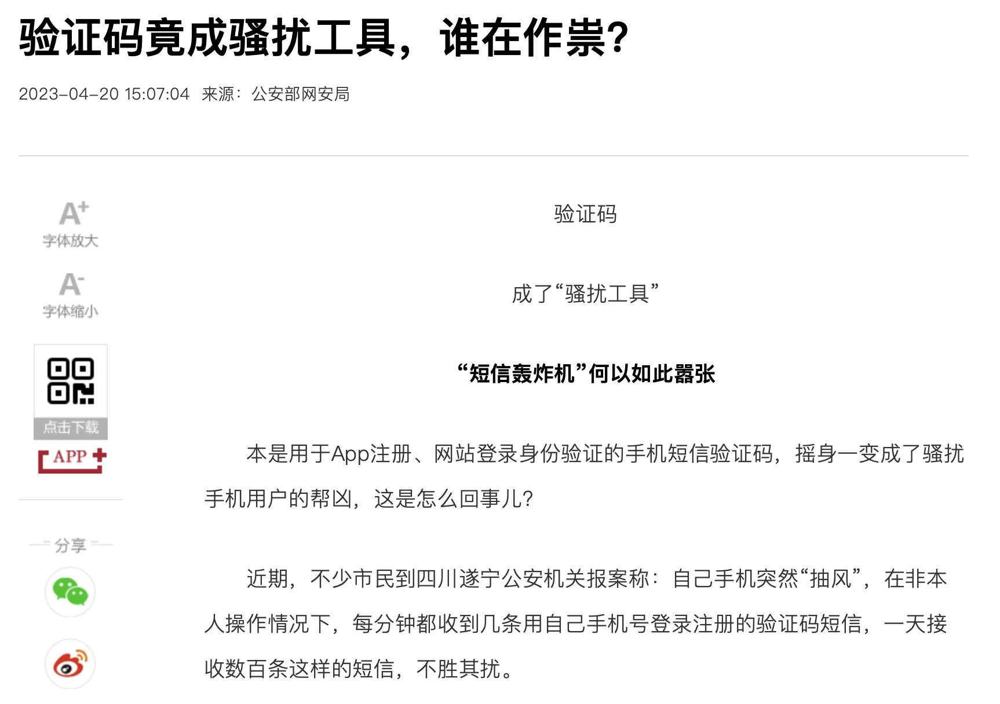 验证码竟成骚扰工具，谁在作祟？
2023-04-20 15:07:04 来源：公安部网安局
A+
字体放大
A-
字体缩小
点击下载
APP
分享
验证码
成了“骚扰工具”
“短信轰炸机”何以如此嚣张
本是用于App注册、网站登录身份验证的手机短信验证码，摇身一变成了骚扰
手机用户的帮凶，这是怎么回事儿？
近期，不少市民到四川遂宁公安机关报案称：自己手机突然“抽风”，在非本
人操作情况下，每分钟都收到几条用自己手机号登录注册的验证码短信，一天接
收数百条这样的短信，不胜其扰。